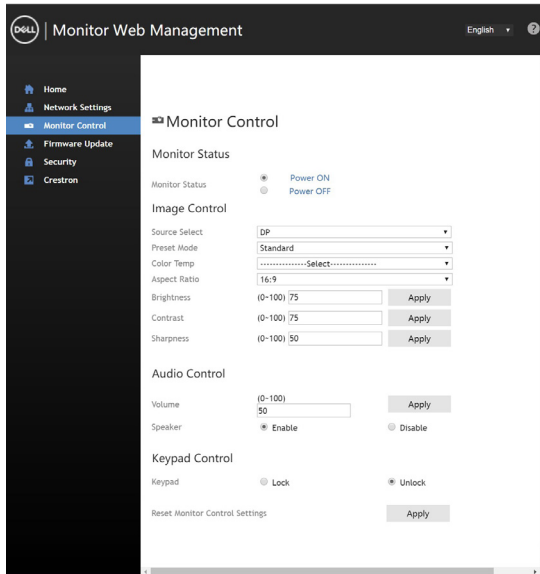 DELL | Monitor Web Management English ?
Home
Network Settings
Monitor Control
Firmware Update
Security
Crestron
Monitor Control
Monitor Status
Monitor Status Power ON
Power OFF
Image Control
Source Select DP
Preset Mode Standard
Color Temp ---------------Select---------------
Aspect Ratio 16:9
Brightness (0~100) 75 Apply
Contrast (0~100) 75 Apply
Sharpness (0~100) 50 Apply
Audio Control
(0~100)
Volume 50 Apply
Speaker Enable Disable
Keypad Control
Keypad Lock Unlock
Reset Monitor Control Settings Apply